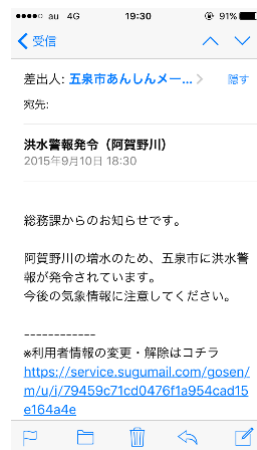 au 4G 19:30 91%
受信
差出人: 五泉市あんしんメー... 隠す
宛先:
洪水警報発令（阿賀野川）
2015年9月10日 18:30
総務課からのお知らせです。
阿賀野川の増水のため、五泉市に洪水警
報が発令されています。
今後の気象情報に注意してください。
------------
※利用者情報の変更・解除はコチラ
https://service.sugumail.com/gosen/
m/u/j/79459c71cd0476f1a954cad15
e164a4e